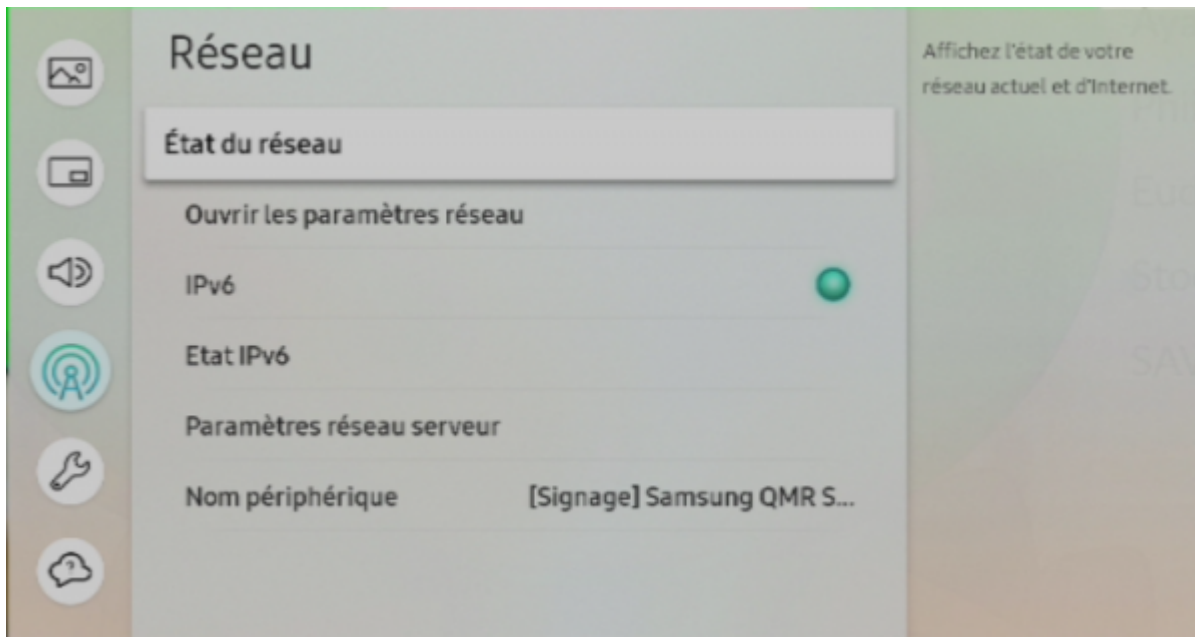 Réseau
État du réseau
Ouvrir les paramètres réseau
IPv6
Etat IPv6
Paramètres réseau serveur
Nom périphérique [Signage] Samsung QMR S...
Affichez l'état de votre
réseau actuel et d'Internet.